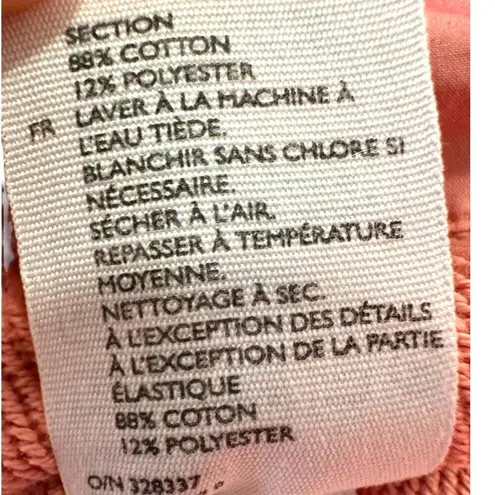 SECTION
88% COTTON
12% POLYESTER
FR LAVER À LA MACHINE À
L'EAU TIÈDE.
BLANCHIR SANS CHLORE SI
NÉCESSAIRE.
SÉCHER À L'AIR.
REPASSER À TEMPÉRATURE
MOYENNE.
NETTOYAGE À SEC.
À L'EXCEPTION DES DÉTAILS
À L'EXCEPTION DE LA PARTIE
ÉLASTIQUE
88% COTON
12% POLYESTER
O/N 328337